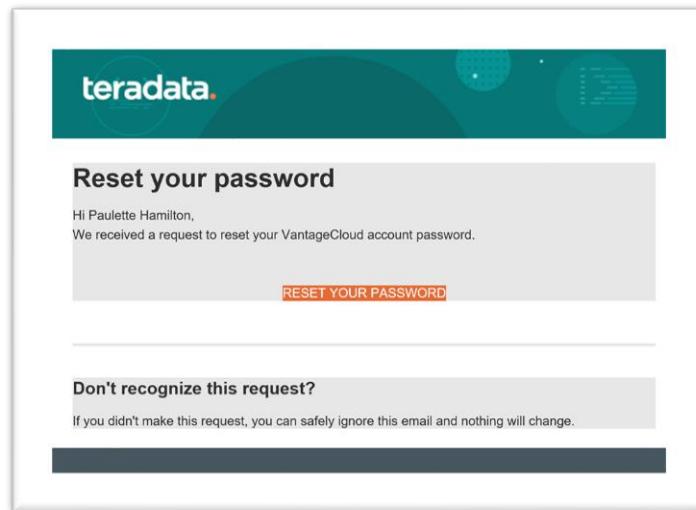 teradata.
Reset your password
Hi Paulette Hamilton,
We received a request to reset your VantageCloud account password.
RESET YOUR PASSWORD
Don't recognize this request?
If you didn't make this request, you can safely ignore this email and nothing will change.